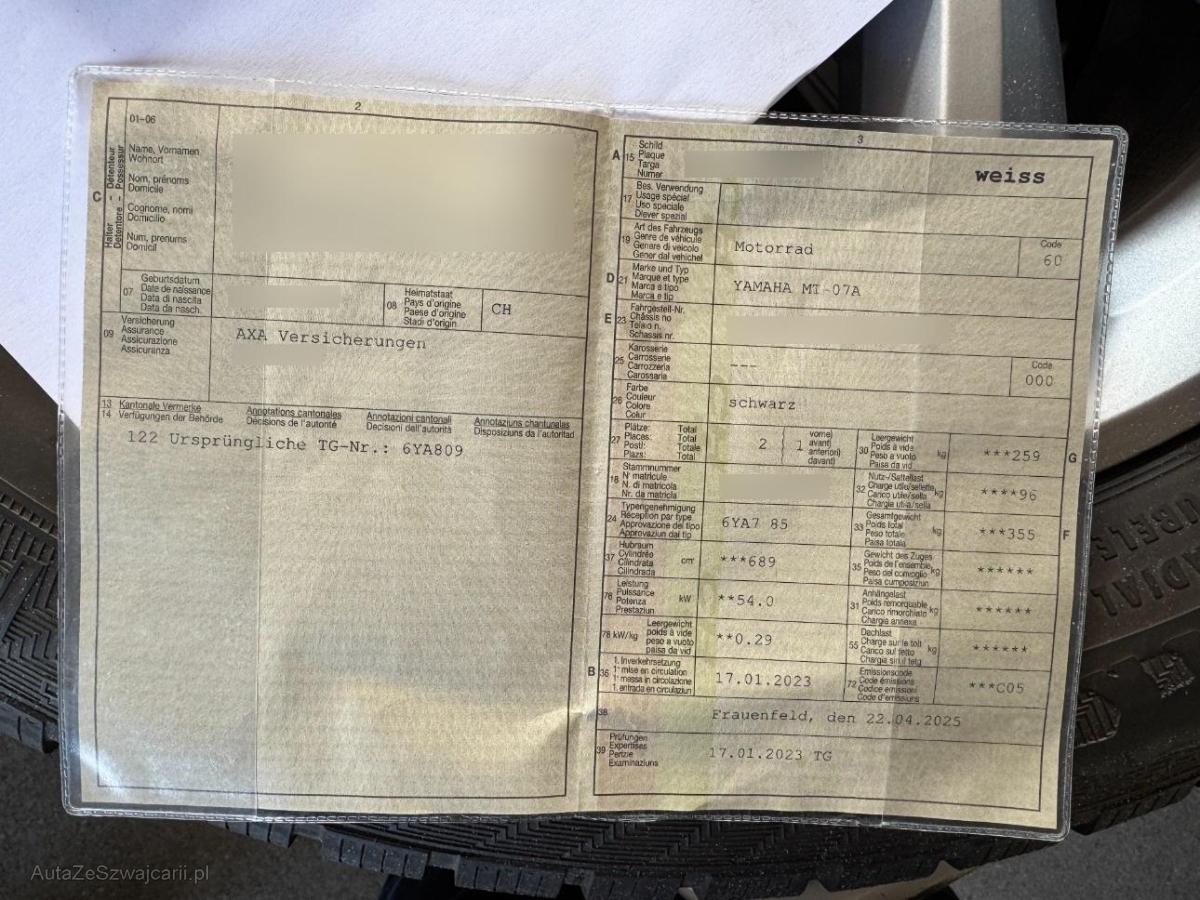 2
01-06
C
Halter - Détenteur
Detentore - Possessur
Name, Vornamen
Wohnort
Nom, prénoms
Domicile
Cognome, nomi
Domicilio
Num, prenums
Domicil
07
Geburtsdatum
Date de naissance
Data di nascita
Data da nasch.
08
Heimatstaat
Pays d'origine
Paese d'origine
Stadi d'origin
CH
09
Versicherung
Assurance
Assicurazione
Assicuranza
AXA Versicherungen
13 Kantonale Vermerke Annotations cantonales Annotazioni cantonali Annotaziuns chantunalas
14 Verfügungen der Behörde Décisions de l'autorité Decisioni dell'autorità Disposiziuns da l'autoritad
122 Ursprüngliche TG-Nr.: 6YA809
3
A 15
Schild
Plaque
Targa
Numer
weiss
17
Bes. Verwendung
Usage spécial
Uso speciale
Diever spezial
19
Art des Fahrzeugs
Genre de véhicule
Genere di veicolo
Gener dal vehichel
Motorrad
Code
60
D 21
Marke und Typ
Marque et type
Marca e tipo
Marca e tip
YAMAHA MT-07A
E 23
Fahrgestell-Nr.
Châssis no
Telaio n.
Schassis nr.
25
Karosserie
Carrosserie
Carrozzeria
Carossaria
---
Code
000
26
Farbe
Couleur
Colore
Colur
schwarz
27
Plätze: Total
Places: Total
Posti: Totale
Plazs: Total
2
1
vorne)
avant)
anteriori)
davant)
30
Leergewicht
Poids à vide
Peso a vuoto
Paisa da vid
kg
***259
G
18
Stammnummer
N° matricule
N. di matricola
Nr. da matricla
32
Nutz-/Sattellast
Charge utile/sellette
Carico utile/sella
Chargia utila/sella
kg
****96
24
Typengenehmigung
Réception par type
Approvazione del tipo
Approvaziun dal tip
6YA7 85
33
Gesamtgewicht
Poids total
Peso totale
Paisa totala
kg
***355
F
37
Hubraum
Cylindrée
Cilindrata
Cilindrada
cm³
***689
35
Gewicht des Zuges
Poids de l'ensemble
Peso del convoglio
Paisa cumposiziun
kg
******
76
Leistung
Puissance
Potenza
Prestaziun
kW
**54.0
31
Anhängelast
Poids remorquable
Carico rimorchiato
Chargia annexa
kg
******
78 kW/kg
Leergewicht
poids à vide
peso a vuoto
paisa da vid
**0.29
55
Dachlast
Charge sur le toit
Carico sul tetto
Chargia sin il tetg
kg
******
B 36
1. Inverkehrsetzung
1re mise en circulation
1a messa in circolazione
1. entrada en circulaziun
17.01.2023
72
Emissionscode
Code émissions
Codice emissioni
Code d'emissiuns
***C05
38
Frauenfeld, den 22.04.2025
39
Prüfungen
Expertises
Perizie
Examinaziuns
17.01.2023 TG
RADIAL
TUBELE
AutaZeSzwajcarii.pl